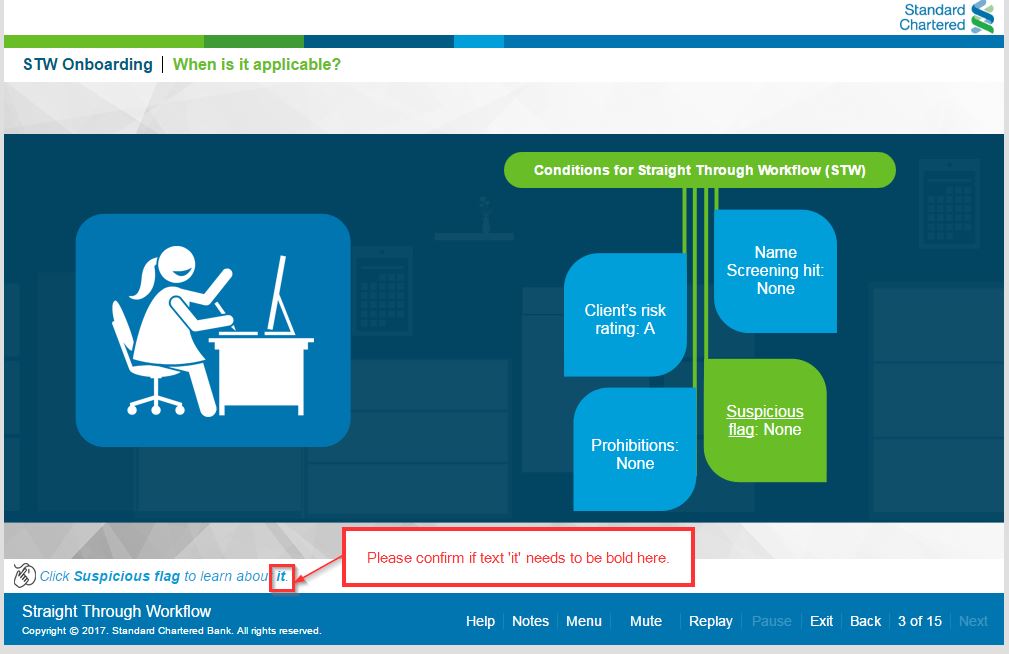 Standard
Chartered
STW Onboarding | When is it applicable?
Conditions for Straight Through Workflow (STW)
Name
Screening hit:
None
Client's risk
rating: A
Suspicious
flag: None
Prohibitions:
None
Please confirm if text 'it' needs to be bold here.
Click Suspicious flag to learn about it.
Straight Through Workflow
Copyright © 2017. Standard Chartered Bank. All rights reserved.
Help Notes Menu Mute Replay Pause Exit Back 3 of 15 Next